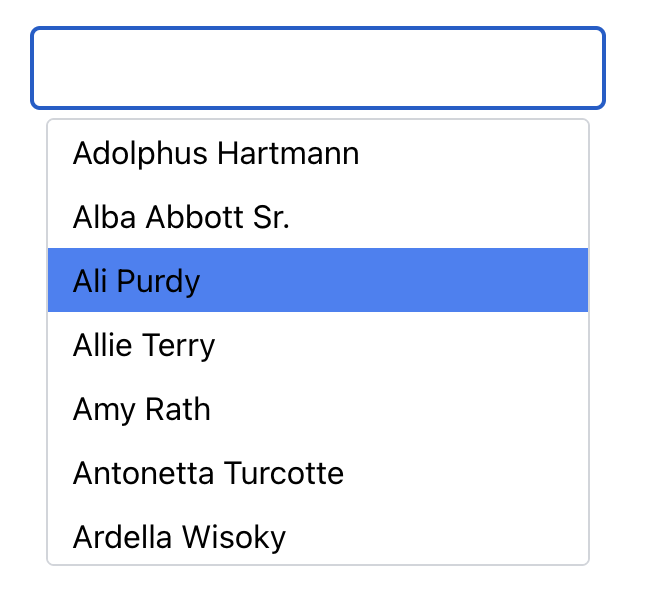 Adolphus Hartmann
Alba Abbott Sr.
Ali Purdy
Allie Terry
Amy Rath
Antonetta Turcotte
Ardella Wisoky